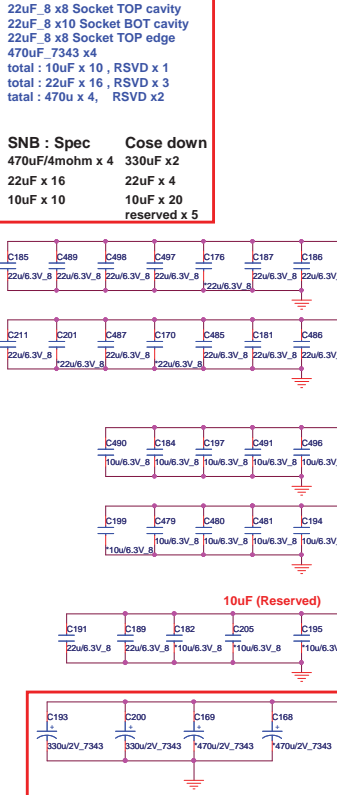 22uF_8 x8 Socket TOP cavity
22uF_8 x10 Socket BOT cavity
22uF_8 x8 Socket TOP edge
470uF_7343 x4
total : 10uF x 10 , RSVD x 1
total : 22uF x 16 , RSVD x 3
tatal : 470u x 4, RSVD x2
SNB : Spec Cose down
470uF/4mohm x 4 330uF x2
22uF x 16 22uF x 4
10uF x 10 10uF x 20
reserved x 5
C185 C489 C498 C497 C176 C187 C186
22u/6.3V_8 22u/6.3V_8 22u/6.3V_8 22u/6.3V_8 *22u/6.3V_8 22u/6.3V_8 22u/6.3V
C211 C201 C487 C170 C485 C181 C486
22u/6.3V_8 *22u/6.3V_8 22u/6.3V_8 *22u/6.3V_8 22u/6.3V_8 22u/6.3V_8 22u/6.3V
C490 C184 C197 C491 C496
10u/6.3V_8 10u/6.3V_8 10u/6.3V_8 10u/6.3V_8 10u/6.3V
C199 C479 C480 C481 C194
*10u/6.3V_8 10u/6.3V_8 10u/6.3V_8 10u/6.3V_8 10u/6.3V
10uF (Reserved)
C191 C189 C182 C205 C195
22u/6.3V_8 22u/6.3V_8 *10u/6.3V_8 *10u/6.3V_8 *10u/6.3V
C193 C200 C169 C168
330u/2V_7343 330u/2V_7343 *470u/2V_7343 *470u/2V_7343